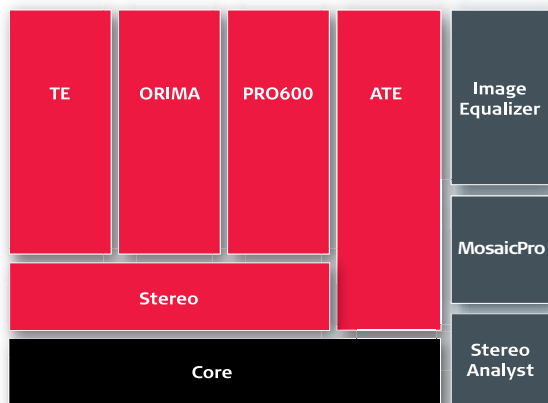 TE
ORIMA
PRO600
ATE
Image
Equalizer
MosaicPro
Stereo
Stereo
Analyst
Core